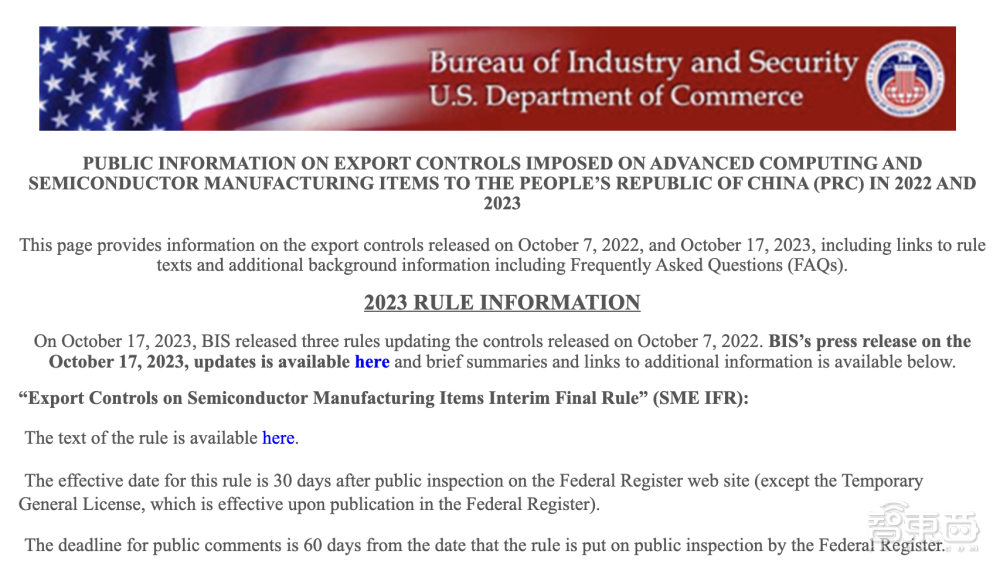 Bureau of Industry and Security
U.S. Department of Commerce
PUBLIC INFORMATION ON EXPORT CONTROLS IMPOSED ON ADVANCED COMPUTING AND
SEMICONDUCTOR MANUFACTURING ITEMS TO THE PEOPLE’S REPUBLIC OF CHINA (PRC) IN 2022 AND
2023
This page provides information on the export controls released on October 7, 2022, and October 17, 2023, including links to rule
texts and additional background information including Frequently Asked Questions (FAQs).
2023 RULE INFORMATION
On October 17, 2023, BIS released three rules updating the controls released on October 7, 2022. BIS’s press release on the
October 17, 2023, updates is available here and brief summaries and links to additional information is available below.
“Export Controls on Semiconductor Manufacturing Items Interim Final Rule” (SME IFR):
The text of the rule is available here.
The effective date for this rule is 30 days after public inspection on the Federal Register web site (except the Temporary
General License, which is effective upon publication in the Federal Register).
The deadline for public comments is 60 days from the date that the rule is put on public inspection by the Federal Register.
智東西